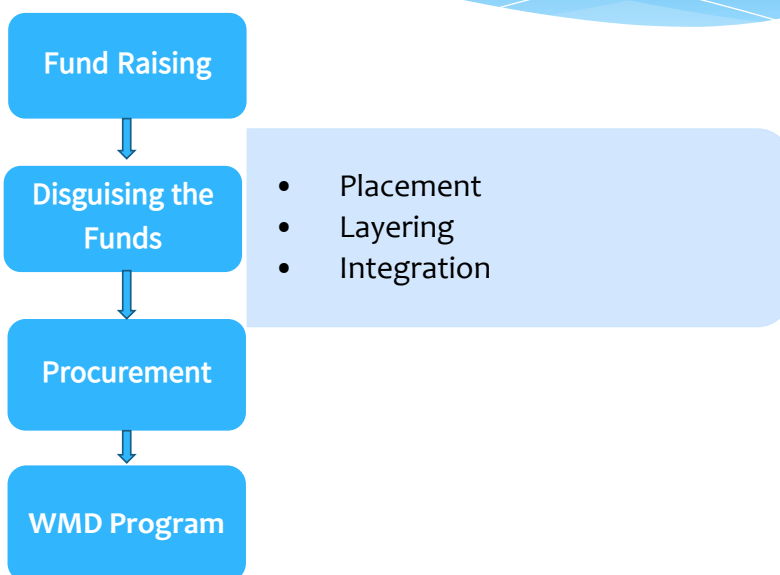 Fund Raising
Disguising the
Funds
• Placement
• Layering
• Integration
Procurement
WMD Program